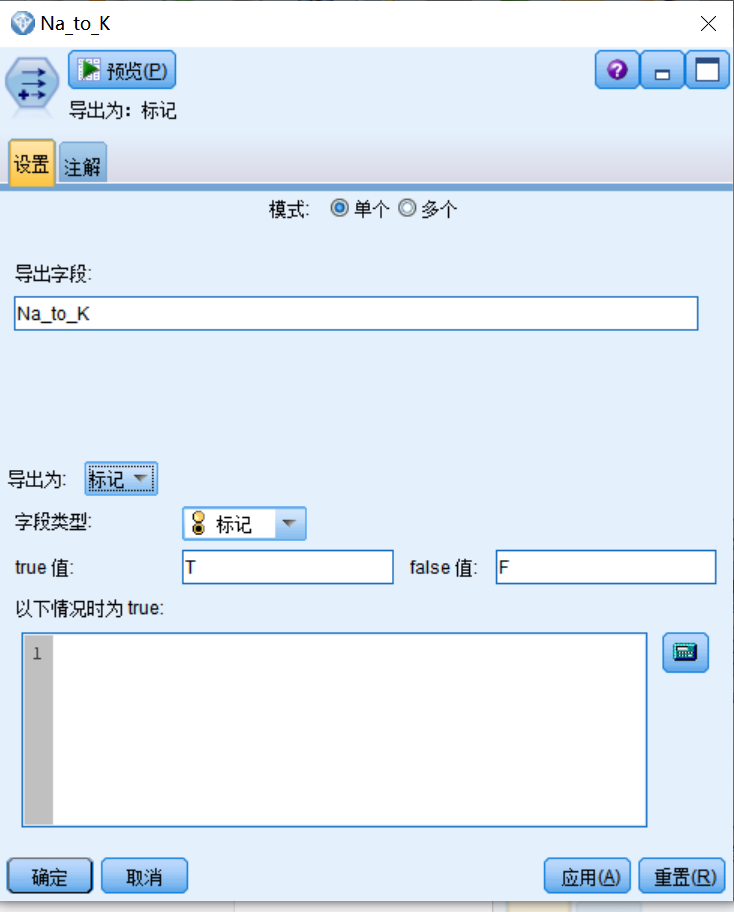 Na_to_K
预览(P)
导出为: 标记
设置 注解
模式: 单个 多个
导出字段:
Na_to_K
导出为: 标记
字段类型: 标记
true 值: T false 值: F
以下情况时为 true:
1
确定 取消 应用(A) 重置(R)